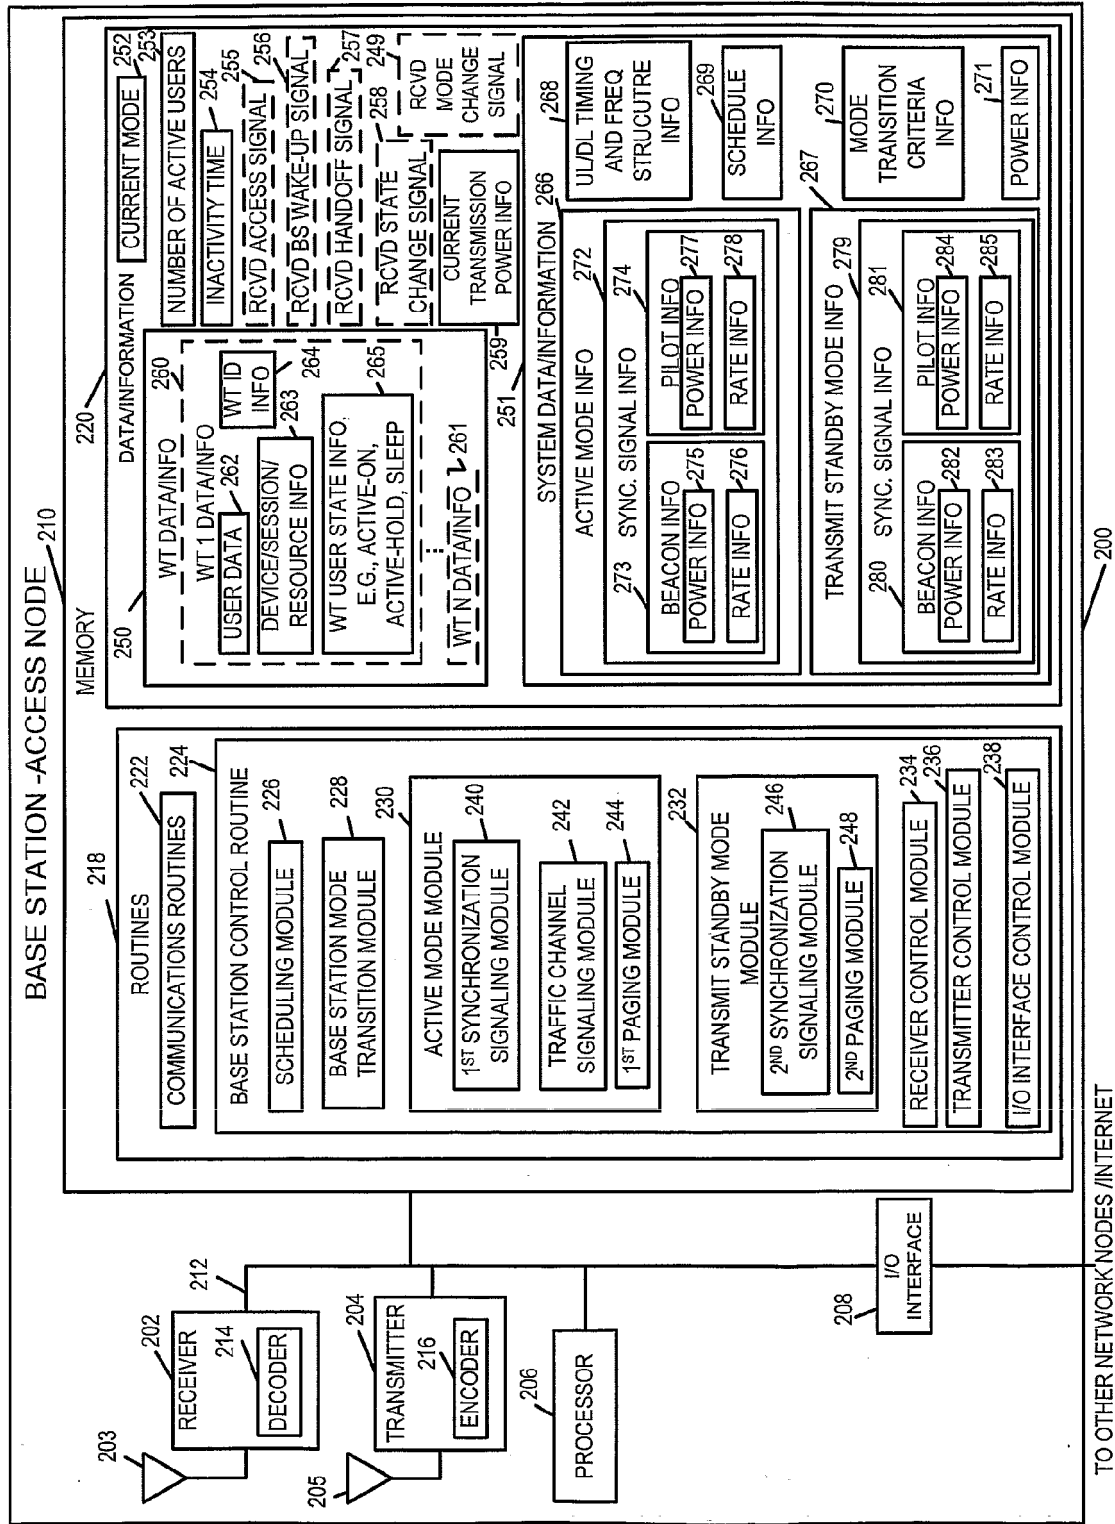 BASE STATION -ACCESS NODE
210
MEMORY
203
202
RECEIVER
214
DECODER
212
205
204
TRANSMITTER
216
ENCODER
206
PROCESSOR
208
I/O
INTERFACE
TO OTHER NETWORK NODES /INTERNET
200
218
ROUTINES
222
COMMUNICATIONS ROUTINES
224
BASE STATION CONTROL ROUTINE
226
SCHEDULING MODULE
228
BASE STATION MODE
TRANSITION MODULE
230
ACTIVE MODE MODULE
240
1ST SYNCHRONIZATION
SIGNALING MODULE
242
TRAFFIC CHANNEL
SIGNALING MODULE
244
1ST PAGING MODULE
232
TRANSMIT STANDBY MODE
MODULE
246
2ND SYNCHRONIZATION
SIGNALING MODULE
248
2ND PAGING MODULE
234
RECEIVER CONTROL MODULE
236
TRANSMITTER CONTROL MODULE
238
I/O INTERFACE CONTROL MODULE
220
DATA/INFORMATION
250
WT DATA/INFO
260
WT 1 DATA/INFO
262
USER DATA
WT ID
INFO
264
263
DEVICE/SESSION/
RESOURCE INFO
265
WT USER STATE INFO,
E.G., ACTIVE-ON,
ACTIVE-HOLD, SLEEP
WT N DATA/INFO
261
252
CURRENT MODE
253
NUMBER OF ACTIVE USERS
254
INACTIVITY TIME
255
RCVD ACCESS SIGNAL
256
RCVD BS WAKE-UP SIGNAL
257
RCVD HANDOFF SIGNAL
258
RCVD STATE
CHANGE SIGNAL
249
RCVD
MODE
CHANGE
SIGNAL
259
CURRENT
TRANSMISSION
POWER INFO
251
SYSTEM DATA/INFORMATION
266
ACTIVE MODE INFO
272
SYNC. SIGNAL INFO
274
273
BEACON INFO
POWER INFO
275
RATE INFO
276
PILOT INFO
POWER INFO
277
RATE INFO
278
267
TRANSMIT STANDBY MODE INFO
279
SYNC. SIGNAL INFO
281
280
BEACON INFO
POWER INFO
282
RATE INFO
283
PILOT INFO
POWER INFO
284
RATE INFO
285
268
UL/DL TIMING
AND FREQ
STRUCUTRE
INFO
269
SCHEDULE
INFO
270
MODE
TRANSITION
CRITERIA
INFO
271
POWER INFO